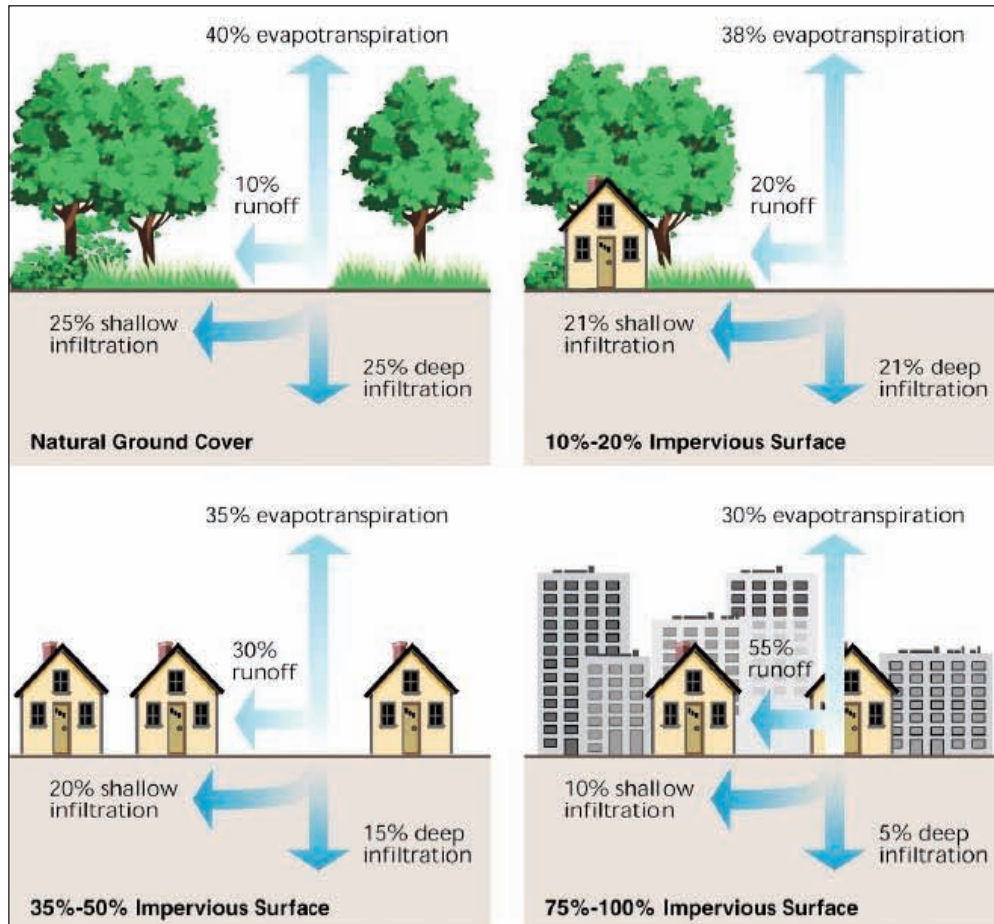 40% evapotranspiration
10%
runoff
25% shallow
infiltration
25% deep
infiltration
Natural Ground Cover
38% evapotranspiration
20%
runoff
21% shallow
infiltration
21% deep
infiltration
10%-20% Impervious Surface
35% evapotranspiration
30%
runoff
20% shallow
infiltration
15% deep
infiltration
35%-50% Impervious Surface
30% evapotranspiration
55%
runoff
10% shallow
infiltration
5% deep
infiltration
75%-100% Impervious Surface